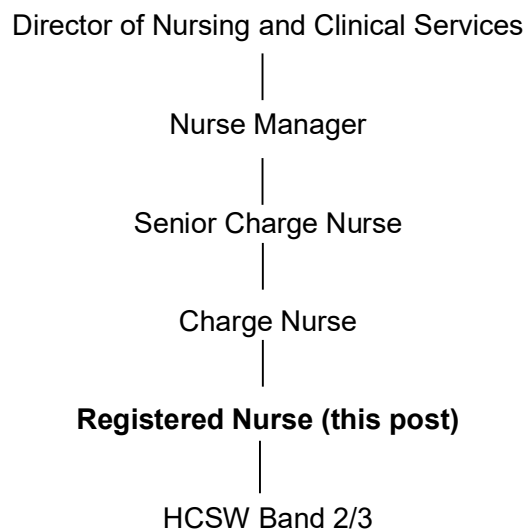 Director of Nursing and Clinical Services
Nurse Manager
Senior Charge Nurse
Charge Nurse
Registered Nurse (this post)
HCSW Band 2/3